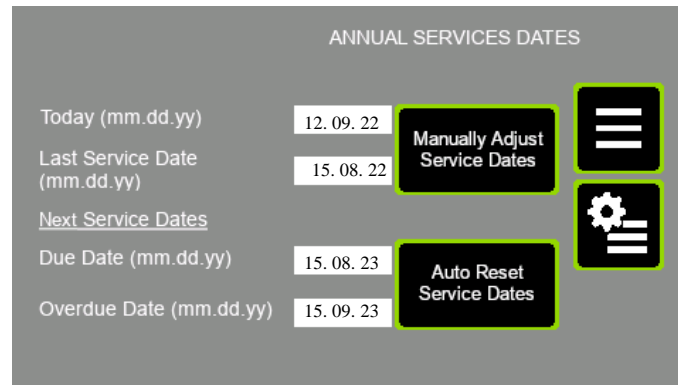 ANNUAL SERVICES DATES
Today (mm.dd.yy)
12. 09. 22
Manually Adjust
Service Dates
Last Service Date
(mm.dd.yy)
15. 08. 22
Next Service Dates
Due Date (mm.dd.yy)
15. 08. 23
Auto Reset
Service Dates
Overdue Date (mm.dd.yy)
15. 09. 23